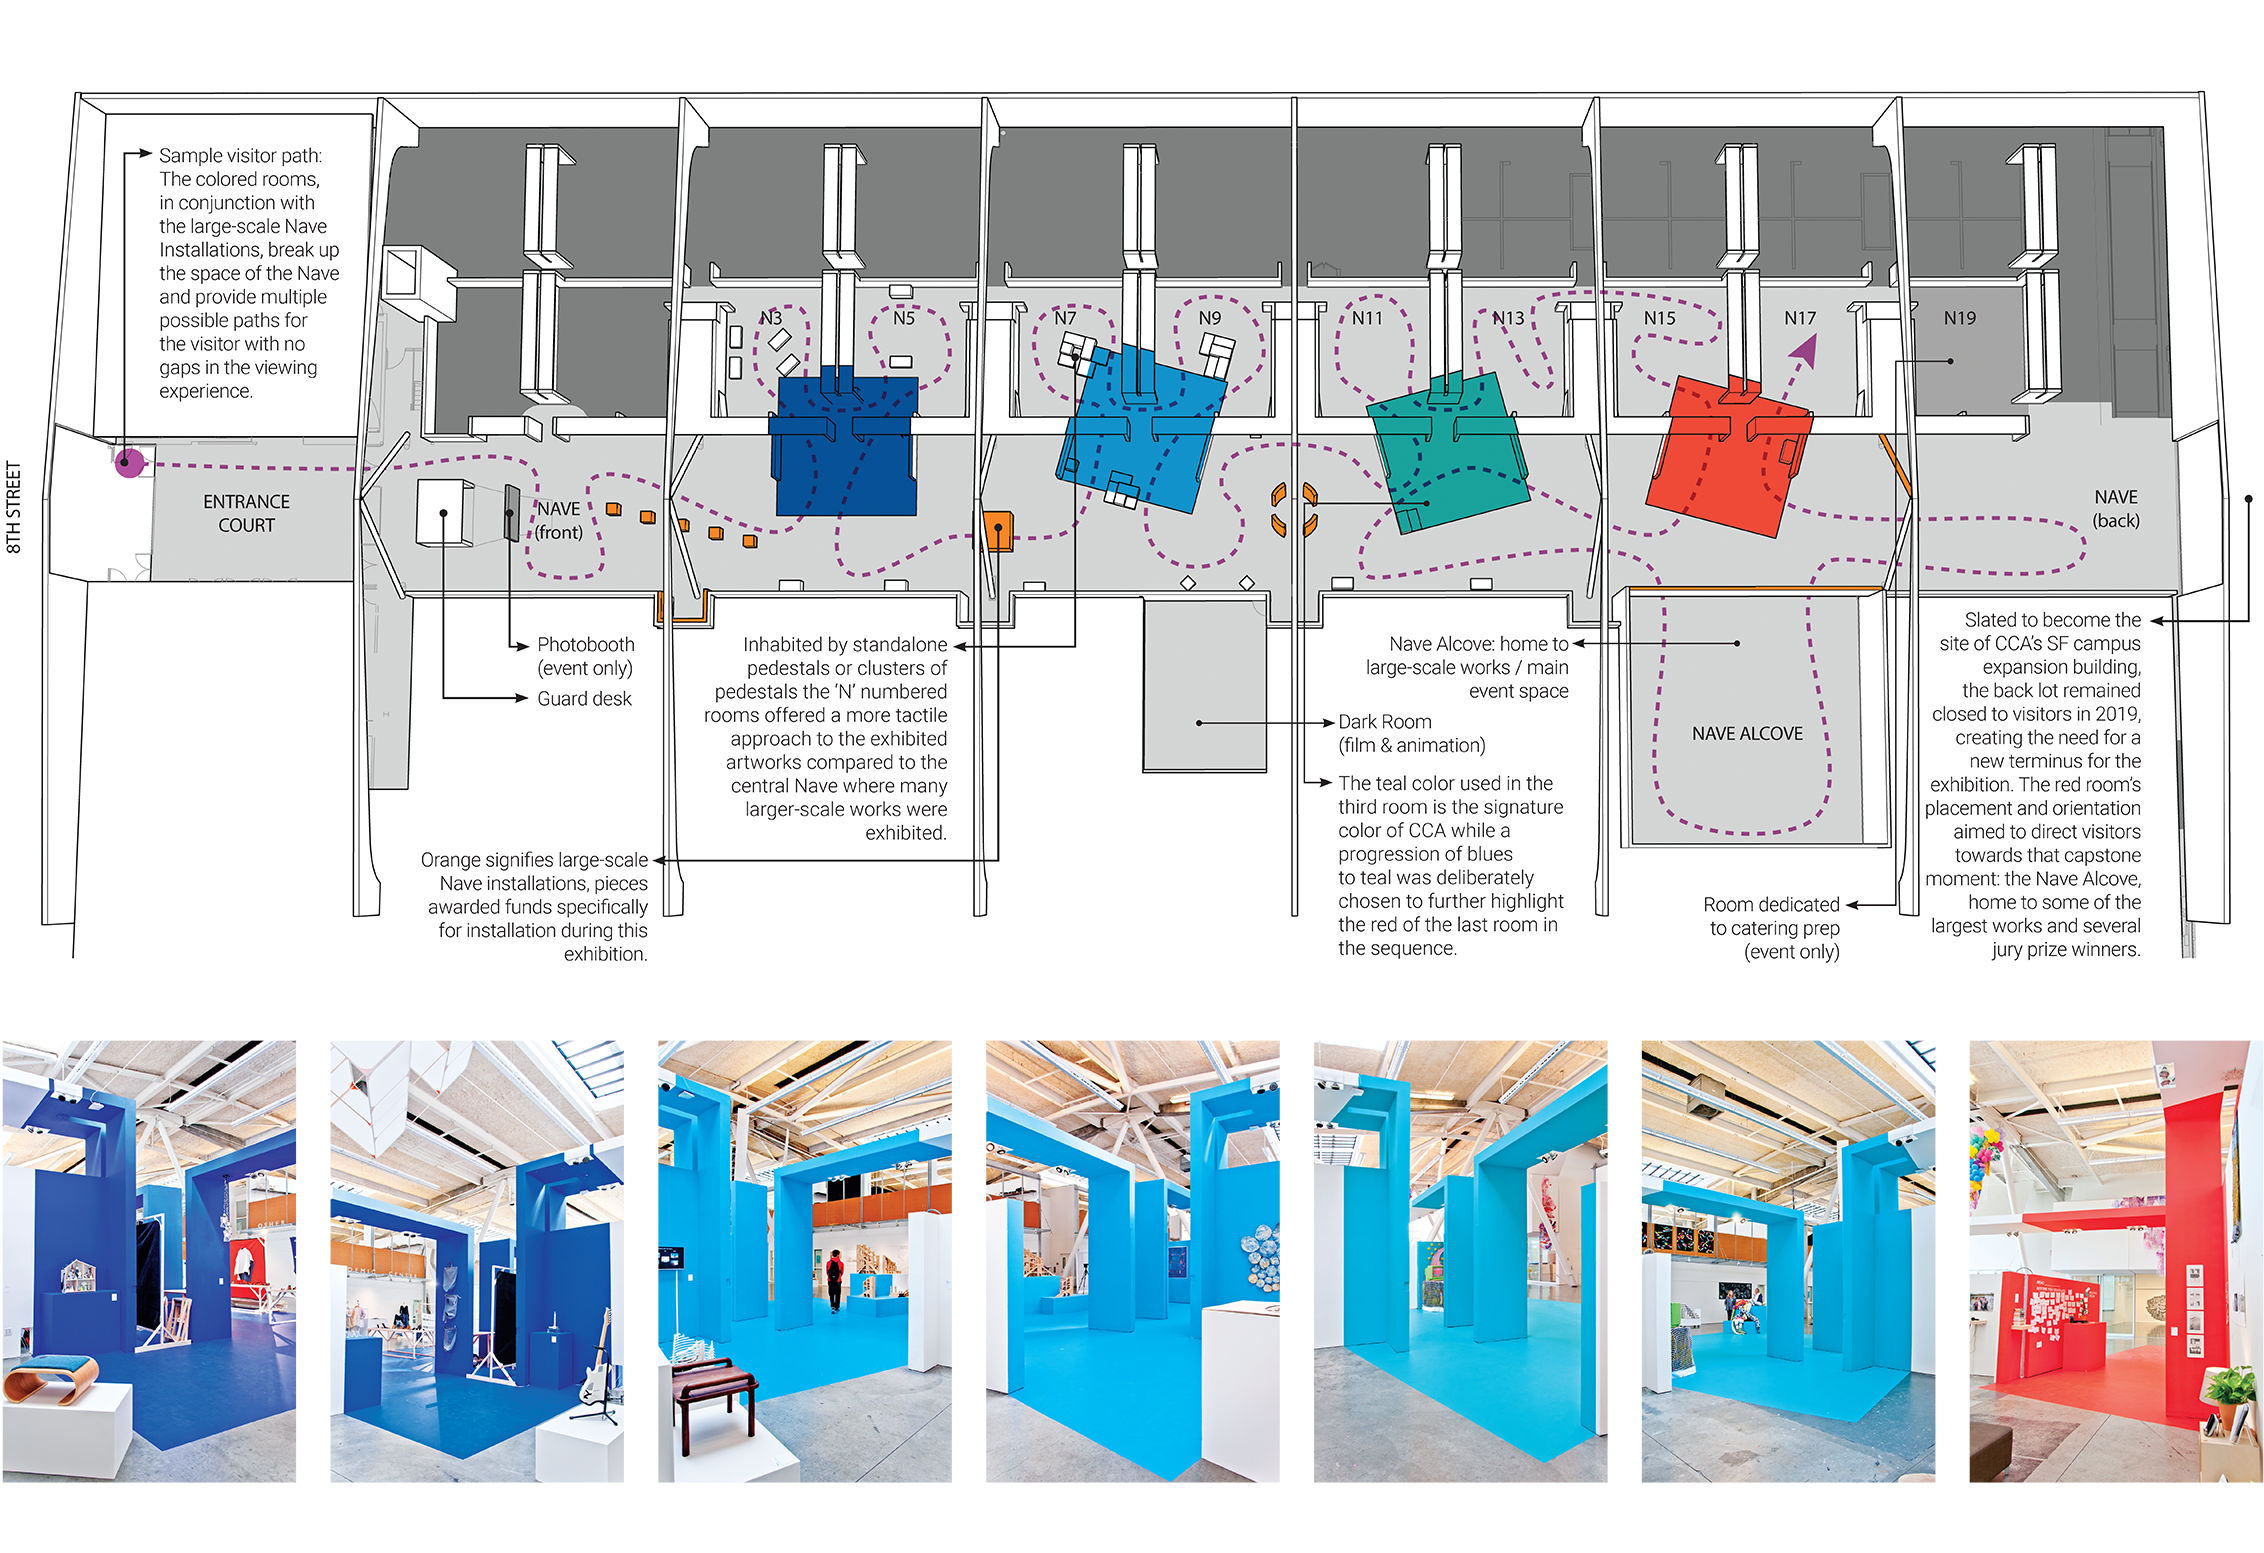 Sample visitor path:
The colored rooms,
in conjunction with
the large-scale Nave
Installations, break up
the space of the Nave
and provide multiple
possible paths for
the visitor with no
gaps in the viewing
experience.
N3
N5
N7
N9
N11
N13
N15
N17
N19
8TH STREET
ENTRANCE
COURT
NAVE
(front)
NAVE
(back)
Photobooth
(event only)
Guard desk
Inhabited by standalone
pedestals or clusters of
pedestals the ‘N’ numbered
rooms offered a more tactile
approach to the exhibited
artworks compared to the
central Nave where many
larger-scale works were
exhibited.
Orange signifies large-scale
Nave installations, pieces
awarded funds specifically
for installation during this
exhibition.
Nave Alcove: home to
large-scale works / main
event space
Dark Room
(film & animation)
The teal color used in the
third room is the signature
color of CCA while a
progression of blues
to teal was deliberately
chosen to further highlight
the red of the last room in
the sequence.
NAVE ALCOVE
Room dedicated
to catering prep
(event only)
Slated to become the
site of CCA’s SF campus
expansion building,
the back lot remained
closed to visitors in 2019,
creating the need for a
new terminus for the
exhibition. The red room’s
placement and orientation
aimed to direct visitors
towards that capstone
moment: the Nave Alcove,
home to some of the
largest works and several
jury prize winners.